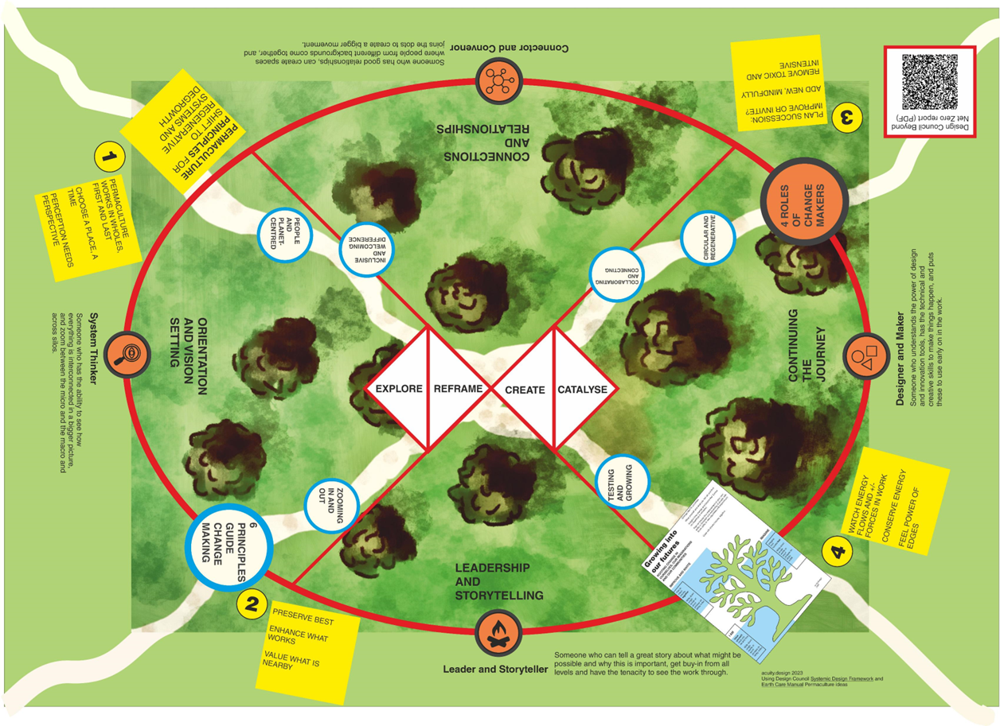 Connector and Convenor
Someone who has good relationships, can create spaces
where people from different backgrounds come together, and
joins the dots to create a bigger movement.
PERMACULTURE
PRINCIPLES FOR
SHIFT TO
REGENERATIVE
SYSTEMS AND
DEGROWTH
1
PERMACULTURE
WORKS IN WHOLES,
FIRST AND LAST
CHOOSE A PLACE, A
TIME
PERCEPTION NEEDS
PERSPECTIVE
3
PLAN SUCCESSION:
IMPROVE OR INVITE?
ADD NEW, MINDFULLY
REMOVE TOXIC AND
INTENSIVE
Design Council Beyond
Net Zero report (PDF)
CONNECTIONS
AND
RELATIONSHIPS
4 ROLES
OF
CHANGE
MAKERS
PEOPLE
AND
PLANET-
CENTRED
INCLUSIVE
AND
WELCOMING
DIFFERENCE
CIRCULAR AND
REGENERATIVE
COLLABORATING
AND
CONNECTING
System Thinker
Someone who has the ability to see how
everything is interconnected in a bigger picture,
and zoom between the micro and the macro and
across silos.
ORIENTATION
AND VISION
SETTING
EXPLORE
REFRAME
CREATE
CATALYSE
CONTINUING
THE
JOURNEY
Designer and Maker
Someone who understands the power of design
and innovation tools, has the technical and
creative skills to make things happen, and puts
these to use early on in the work.
ZOOMING
IN AND
OUT
TESTING
AND
GROWING
6
PRINCIPLES
GUIDE
CHANGE
MAKING
2
PRESERVE BEST
ENHANCE WHAT
WORKS
VALUE WHAT IS
NEARBY
LEADERSHIP
AND
STORYTELLING
Growing into
our futures
4
WATCH ENERGY
FLOWS AND +/-
FORCES IN WORK
CONSERVE ENERGY
FEEL POWER OF
EDGES
Leader and Storyteller
Someone who can tell a great story about what might be
possible and why this is important, get buy-in from all
levels and have the tenacity to see the work through.
acuity.design 2023
Using Design Council Systemic Design Framework and
Earth Care Manual Permaculture ideas